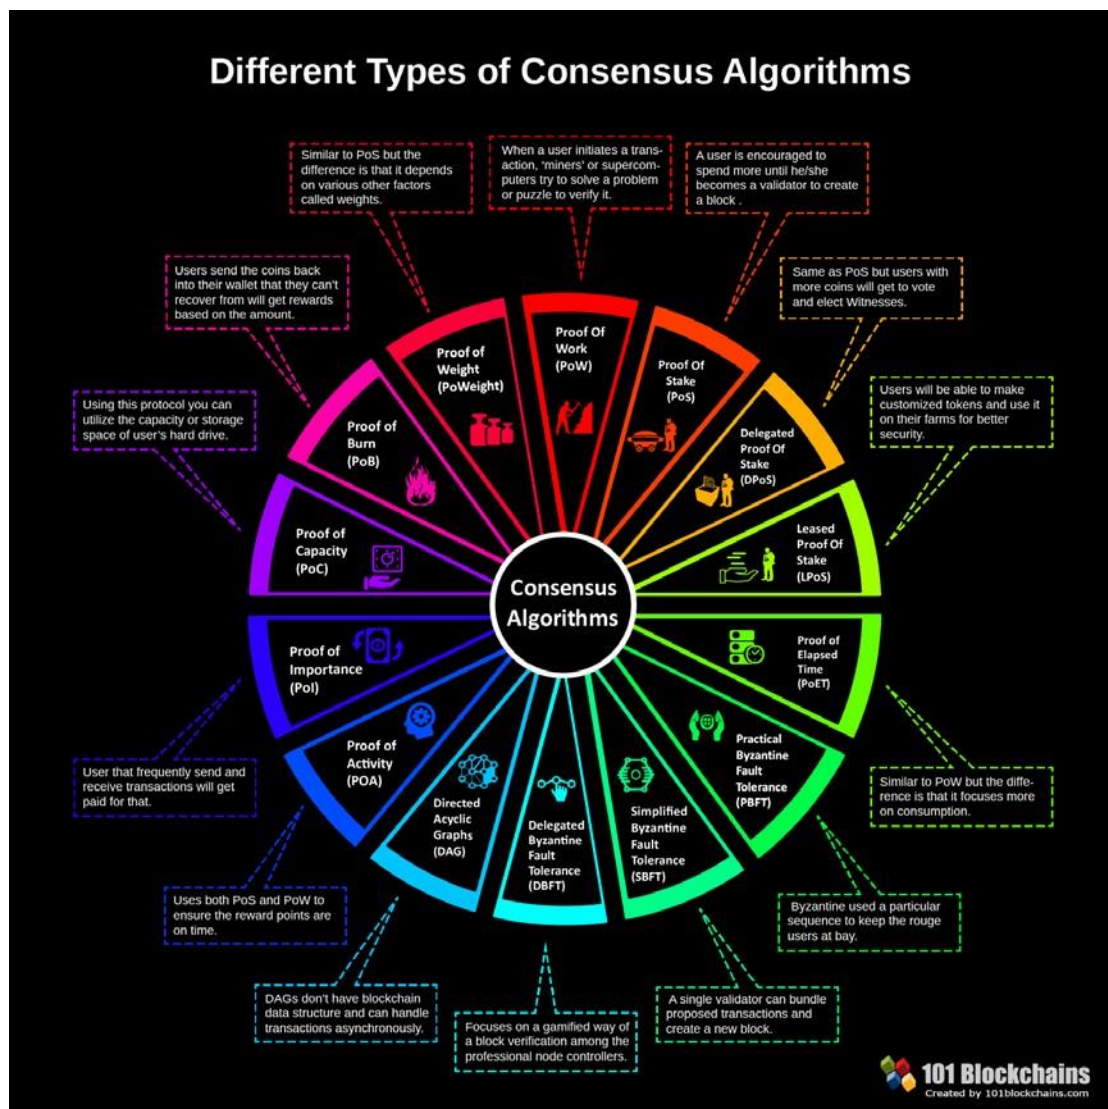 Different Types of Consensus Algorithms
Similar to PoS but the
difference is that it depends
on various other factors
called weights.
When a user initiates a trans-
action, 'miners' or supercom-
puters try to solve a problem
or puzzle to verify it.
A user is encouraged to
spend more until he/she
becomes a validator to create
a block .
Users send the coins back
into their wallet that they can't
recover from will get rewards
based on the amount.
Same as PoS but users with
more coins will get to vote
and elect Witnesses.
Using this protocol you can
utilize the capacity or storage
space of user's hard drive.
Users will be able to make
customized tokens and use it
on their farms for better
security.
Proof of
Weight
(PoWeight)
Proof Of
Work
(PoW)
Proof Of
Stake
(PoS)
Proof of
Burn
(PoB)
Delegated
Proof Of
Stake
(DPoS)
Proof of
Capacity
(PoC)
Leased
Proof Of
Stake
(LPoS)
Consensus
Algorithms
Proof of
Importance
(PoI)
Proof of
Elapsed
Time
(PoET)
Proof of
Activity
(POA)
Practical
Byzantine
Fault
Tolerance
(PBFT)
Directed
Acyclic
Graphs
(DAG)
Delegated
Byzantine
Fault
Tolerance
(DBFT)
Simplified
Byzantine
Fault
Tolerance
(SBFT)
User that frequently send and
receive transactions will get
paid for that.
Similar to PoW but the diffe-
rence is that it focuses more
on consumption.
Uses both PoS and PoW to
ensure the reward points are
on time.
Byzantine used a particular
sequence to keep the rouge
users at bay.
DAGs don't have blockchain
data structure and can handle
transactions asynchronously.
Focuses on a gamified way of
a block verification among the
professional node controllers.
A single validator can bundle
proposed transactions and
create a new block.
101 Blockchains
Created by 101blockchains.com